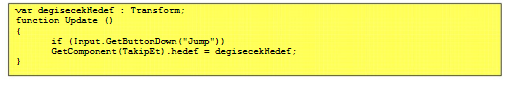 var degisecekHedef : Transform;
function Update ()
{
if (Input.GetButtonDown("Jump"))
GetComponent(TakipEt).hedef = degisecekHedef;
}